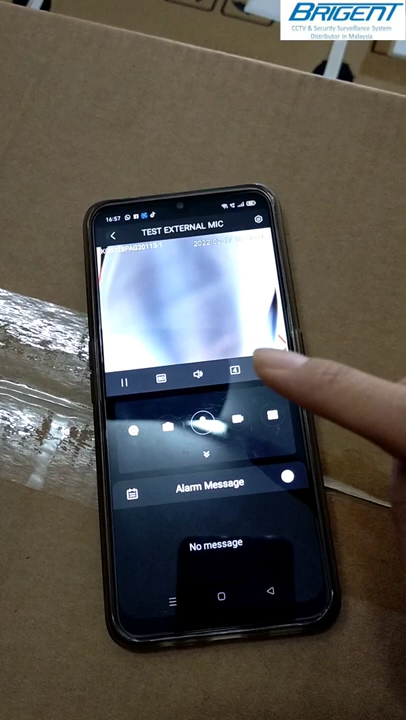 BRIGENT
CCTV & Security Surveillance System
Distributor in Malaysia
16:57
TEST EXTERNAL MIC
Alarm Message
No message